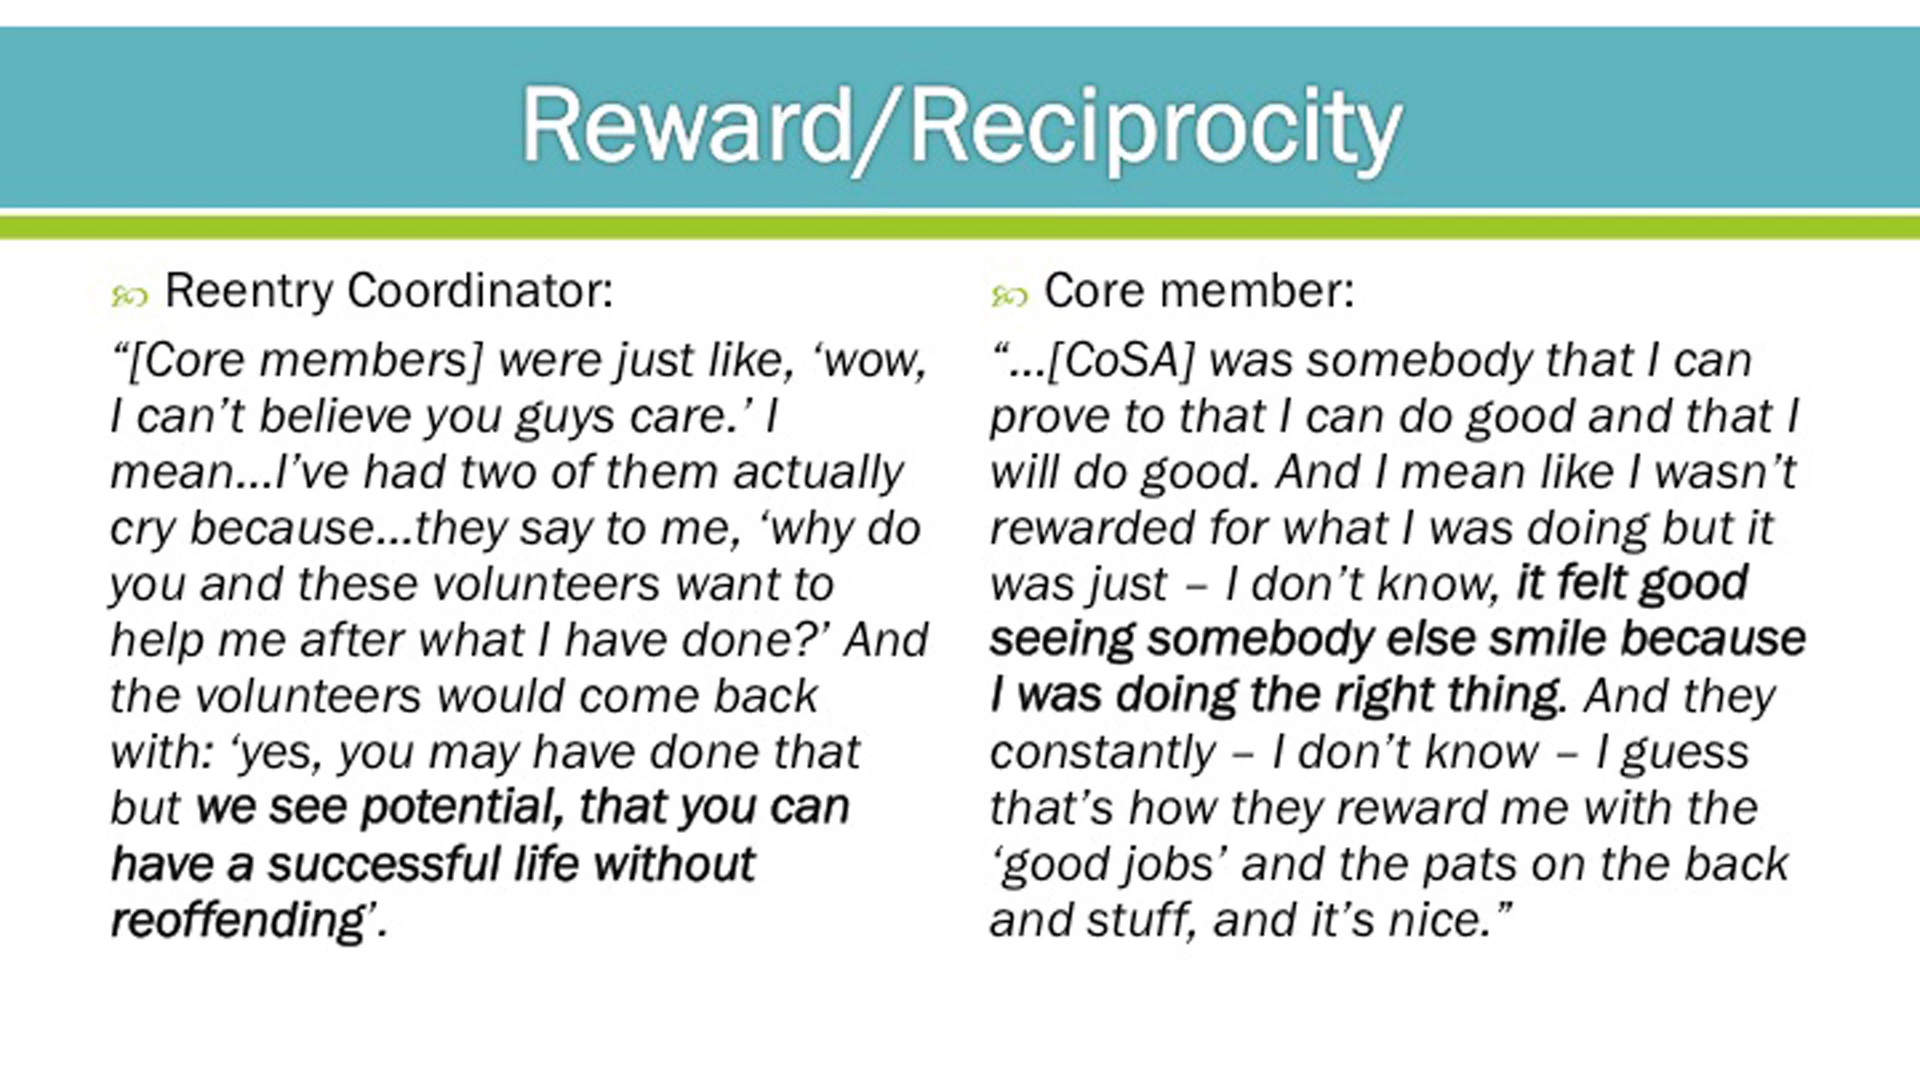 Reward/Reciprocity
Reentry Coordinator:
“[Core members] were just like, ‘wow,
I can’t believe you guys care.’ I
mean...I’ve had two of them actually
cry because...they say to me, ‘why do
you and these volunteers want to
help me after what I have done?’ And
the volunteers would come back
with: ‘yes, you may have done that
but we see potential, that you can
have a successful life without
reoffending’.
Core member:
“...[CoSA] was somebody that I can
prove to that I can do good and that I
will do good. And I mean like I wasn’t
rewarded for what I was doing but it
was just – I don’t know, it felt good
seeing somebody else smile because
I was doing the right thing. And they
constantly – I don’t know – I guess
that’s how they reward me with the
‘good jobs’ and the pats on the back
and stuff, and it’s nice.”